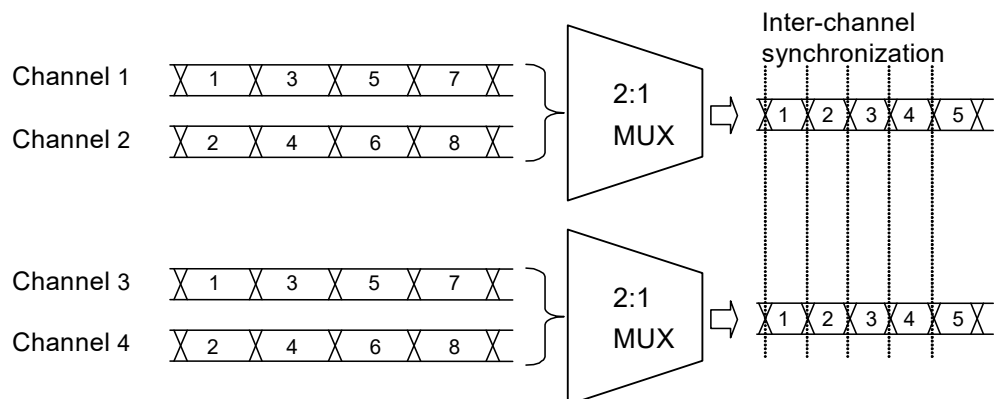 Inter-channel
synchronization
Channel 1 1 3 5 7
2:1
MUX
1 2 3 4 5
Channel 2 2 4 6 8
Channel 3 1 3 5 7
2:1
MUX
1 2 3 4 5
Channel 4 2 4 6 8